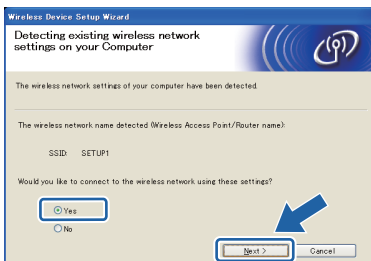 Wireless Device Setup Wizard
Detecting existing wireless network
settings on your Computer
The wireless network settings of your computer have been detected.
The wireless network name detected (Wireless Access Point/Router name):
SSID: SETUP1
Would you like to connect to the wireless network using these settings?
Yes
No
Next >
Cancel